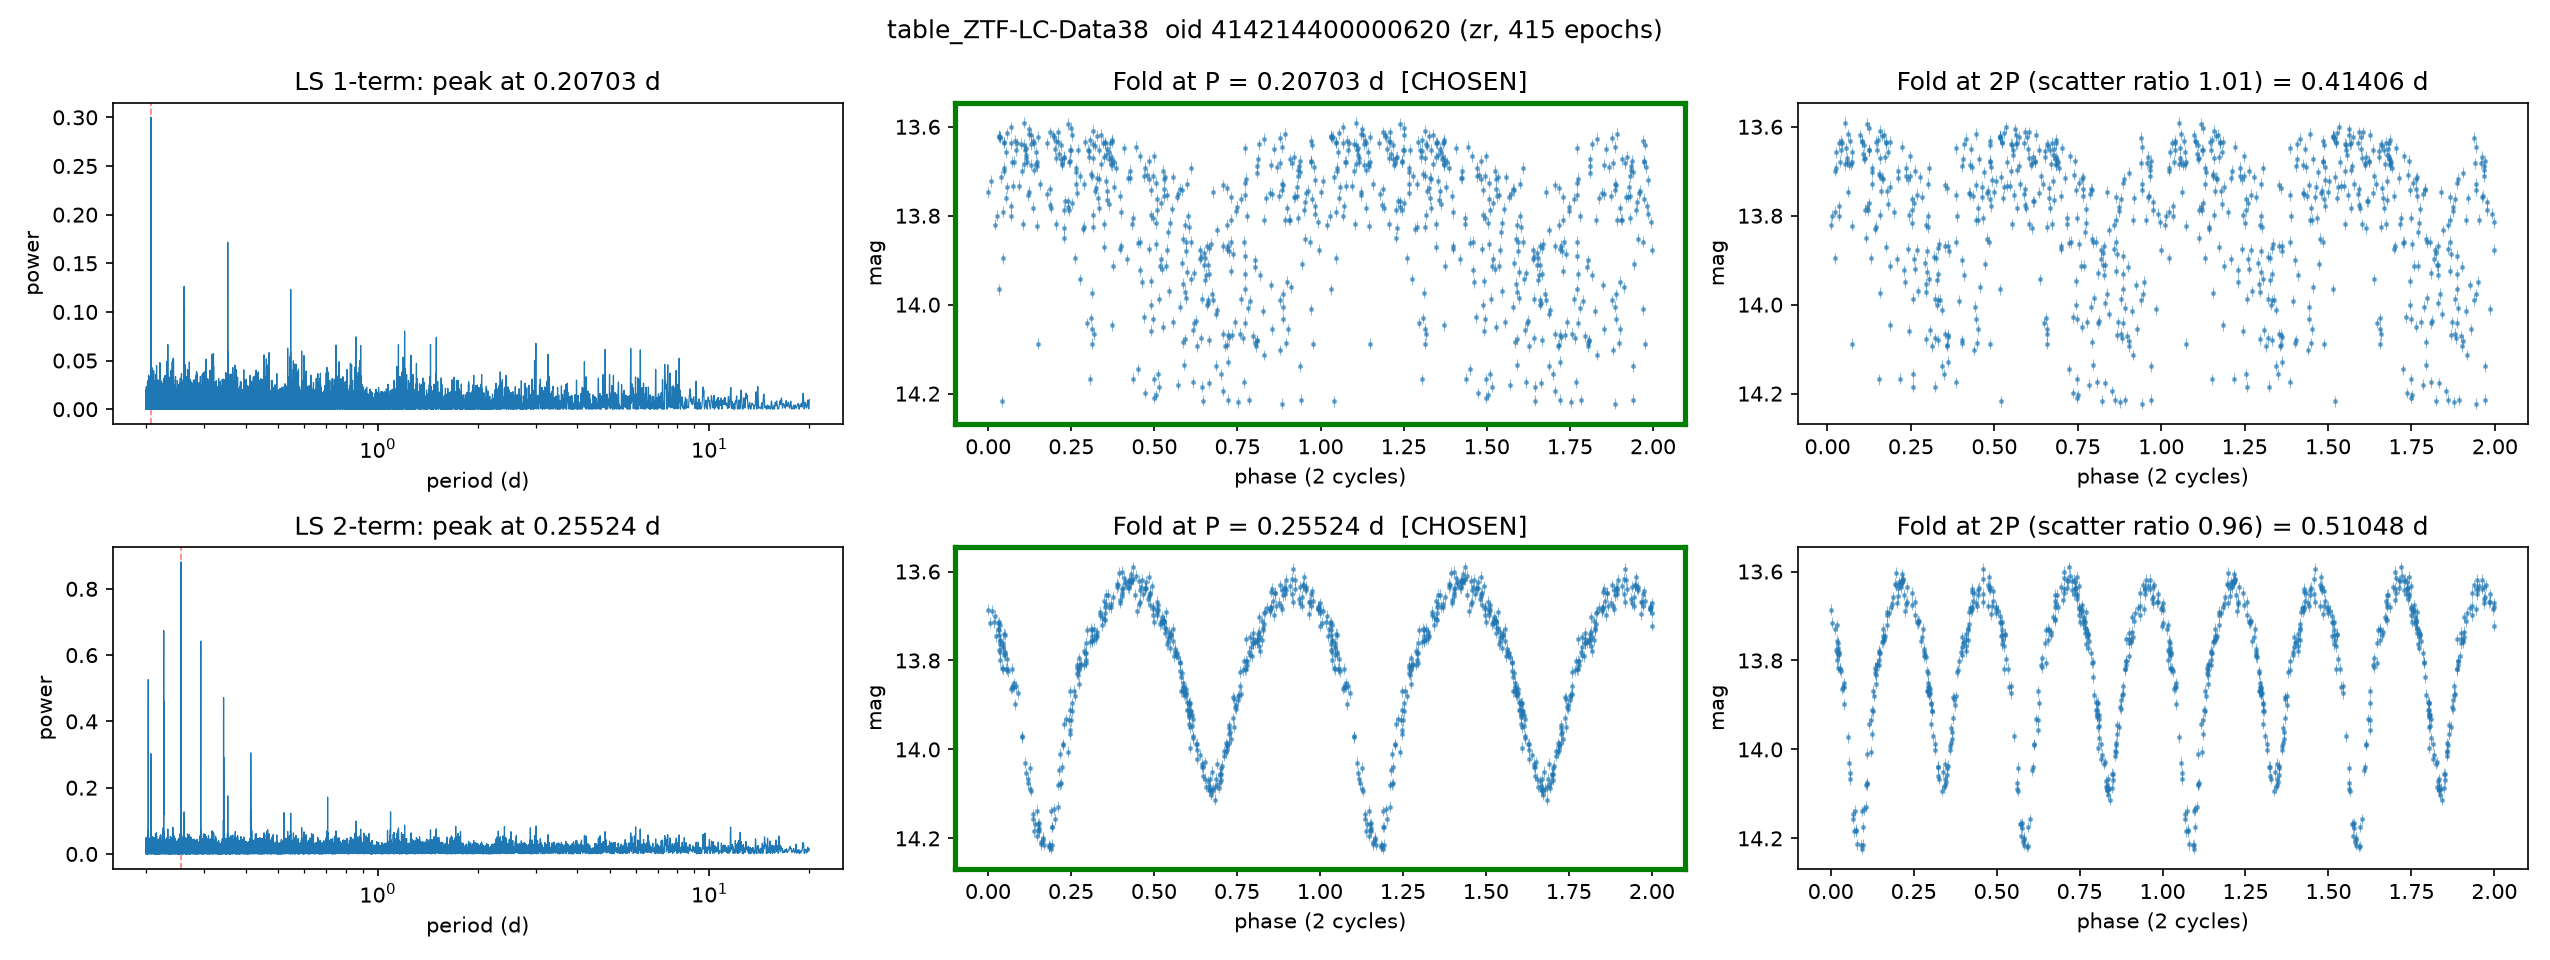 table_ZTF-LC-Data38  oid 414214400000620 (zr, 415 epochs)
LS 1-term: peak at 0.20703 d
power
0.30
0.25
0.20
0.15
0.10
0.05
0.00
10⁰
10¹
period (d)
Fold at P = 0.20703 d  [CHOSEN]
mag
13.6
13.8
14.0
14.2
0.00 0.25 0.50 0.75 1.00 1.25 1.50 1.75 2.00
phase (2 cycles)
Fold at 2P (scatter ratio 1.01) = 0.41406 d
mag
13.6
13.8
14.0
14.2
0.00 0.25 0.50 0.75 1.00 1.25 1.50 1.75 2.00
phase (2 cycles)
LS 2-term: peak at 0.25524 d
power
0.8
0.6
0.4
0.2
0.0
10⁰
10¹
period (d)
Fold at P = 0.25524 d  [CHOSEN]
mag
13.6
13.8
14.0
14.2
0.00 0.25 0.50 0.75 1.00 1.25 1.50 1.75 2.00
phase (2 cycles)
Fold at 2P (scatter ratio 0.96) = 0.51048 d
mag
13.6
13.8
14.0
14.2
0.00 0.25 0.50 0.75 1.00 1.25 1.50 1.75 2.00
phase (2 cycles)